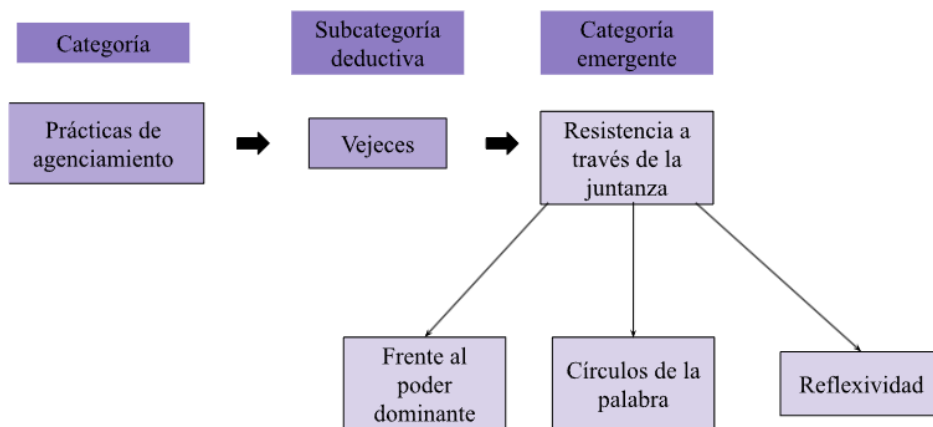 Categoría
Subcategoría
deductiva
Categoría
emergente
Prácticas de
agenciamiento
Vejeces
Resistencia a
través de la
juntanza
Frente al
poder
dominante
Círculos de la
palabra
Reflexividad